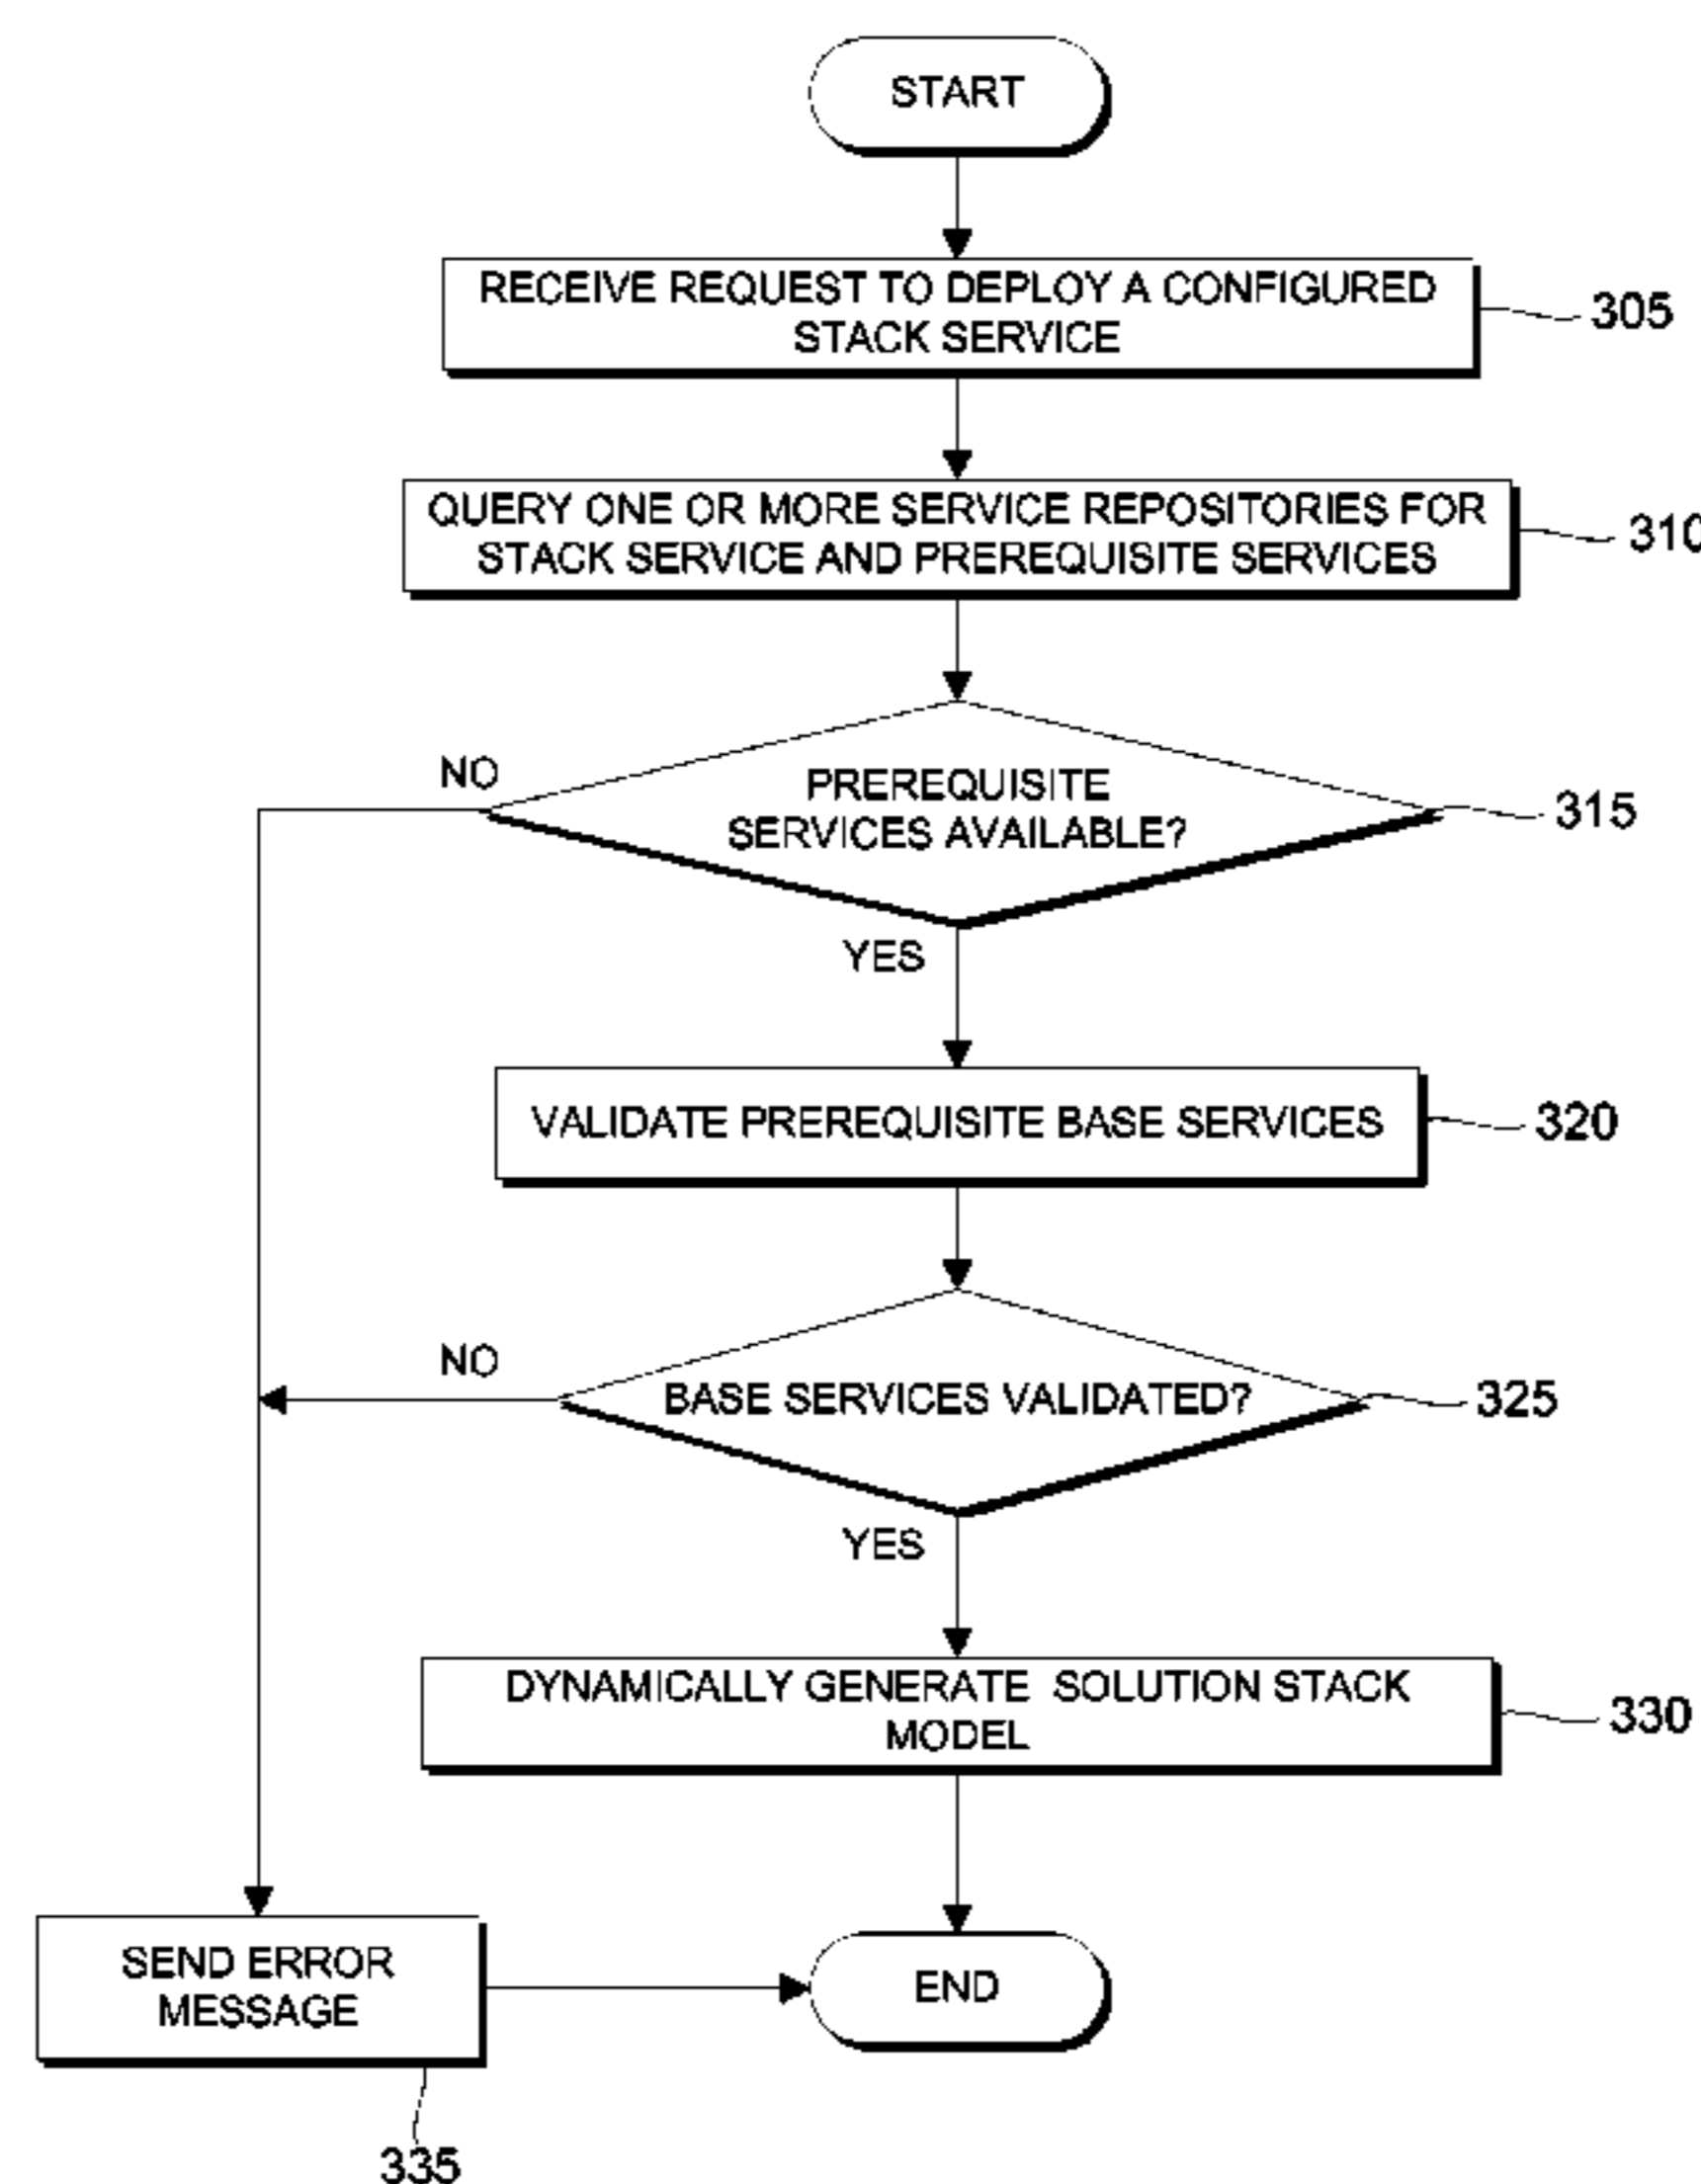 START
RECEIVE REQUEST TO DEPLOY A CONFIGURED
STACK SERVICE
305
QUERY ONE OR MORE SERVICE REPOSITORIES FOR
STACK SERVICE AND PREREQUISITE SERVICES
310
NO
PREREQUISITE
SERVICES AVAILABLE?
315
YES
VALIDATE PREREQUISITE BASE SERVICES
320
NO
BASE SERVICES VALIDATED?
325
YES
DYNAMICALLY GENERATE SOLUTION STACK
MODEL
330
SEND ERROR
MESSAGE
END
335